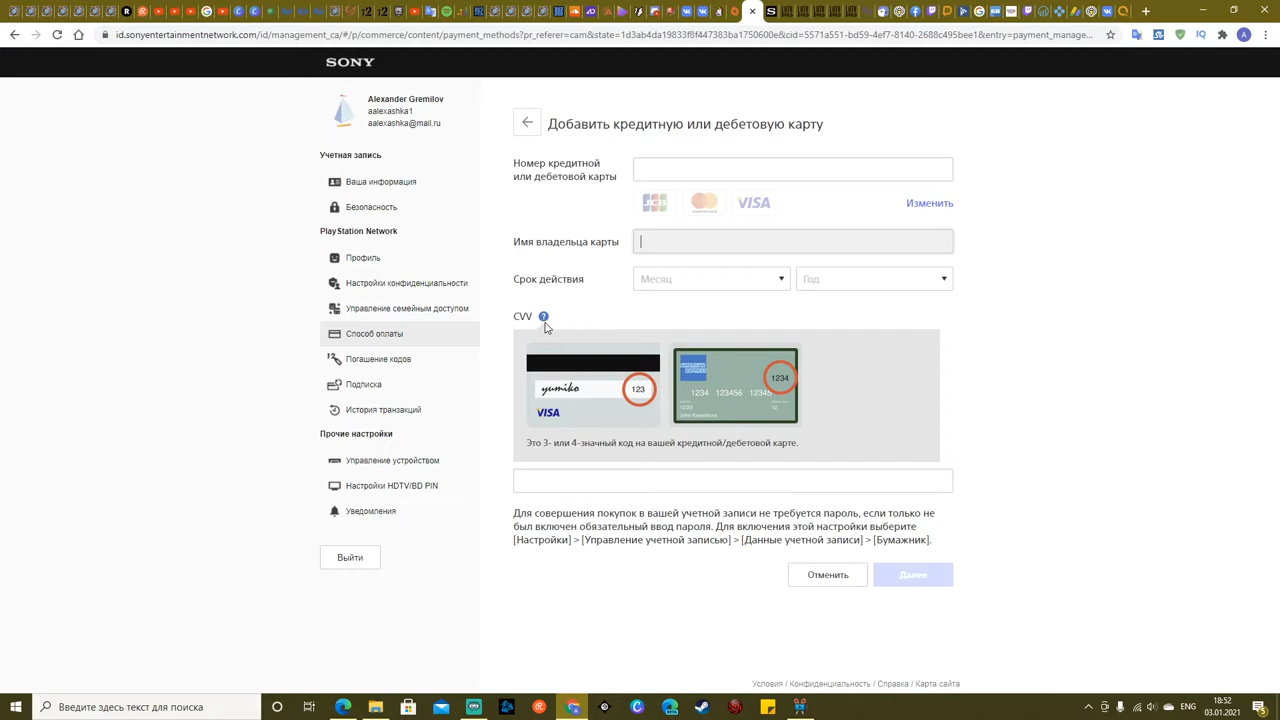 id.sonyentertainmentnetwork.com/id/management_ca/#/p/commerce/content/payment_methods?pr_referer=cam&state=1d3ab4da19833f8f447383ba1750600e&cid=5571a551-bd59-4ef7-8140-2688c495bee1&entry=payment_manage...
SONY
Alexander Gremilov
aalexashka1
aalexashka@mail.ru
Учетная запись
Ваша информация
Безопасность
PlayStation Network
Профиль
Настройки конфиденциальности
Управление семейным доступом
Способ оплаты
Погашение кодов
Подписка
История транзакций
Прочие настройки
Управление устройством
Настройки HDTV/BD PIN
Уведомления
Выйти
Добавить кредитную или дебетовую карту
Номер кредитной
или дебетовой карты
JCB VISA
Изменить
Имя владельца карты
Срок действия Месяц Год
CVV ?
yumiko 123
VISA
1234
1234 123456 12345
12/23 12
John Kawamura
Это 3- или 4-значный код на вашей кредитной/дебетовой карте.
Для совершения покупок в вашей учетной записи не требуется пароль, если только не
был включен обязательный ввод пароля. Для включения этой настройки выберите
[Настройки] > [Управление учетной записью] > [Данные учетной записи] > [Бумажник].
Отменить Далее
Условия / Конфиденциальность / Справка / Карта сайта
Введите здесь текст для поиска
ENG
18:52
03.01.2021